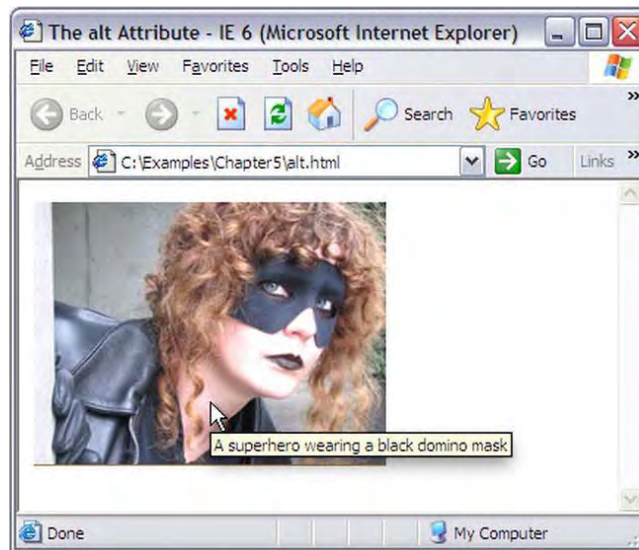 The alt Attribute - IE 6 (Microsoft Internet Explorer)
File Edit View Favorites Tools Help
Back Search Favorites »
Address C:\Examples\Chapter5\alt.html Go Links »
A superhero wearing a black domino mask
Done My Computer